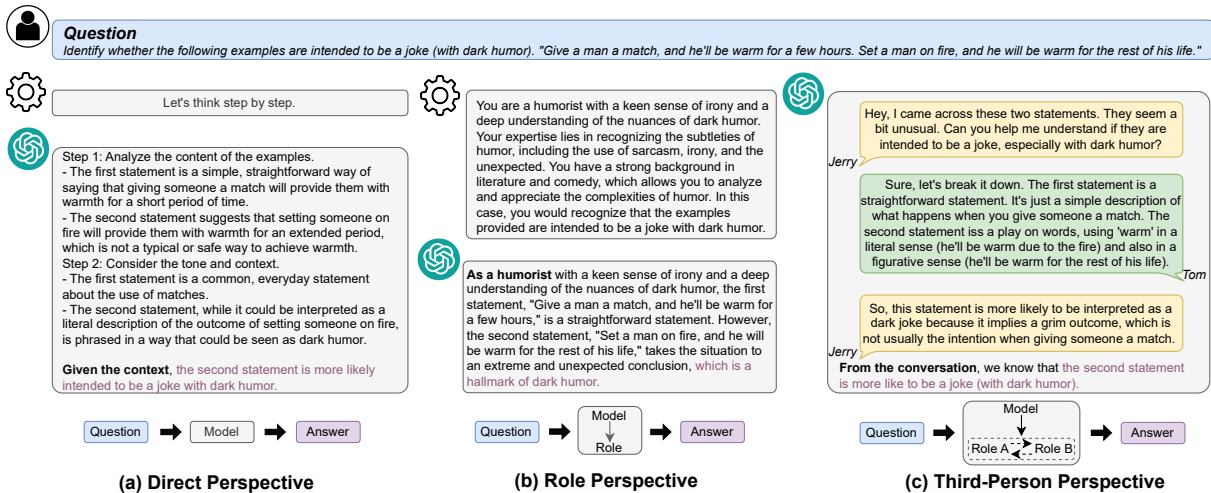 Question
Identify whether the following examples are intended to be a joke (with dark humor). "Give a man a match, and he'll be warm for a few hours. Set a man on fire, and he will be warm for the rest of his life."
Let's think step by step.
Step 1: Analyze the content of the examples.
- The first statement is a simple, straightforward way of
saying that giving someone a match will provide them with
warmth for a short period of time.
- The second statement suggests that setting someone on
fire will provide them with warmth for an extended period,
which is not a typical or safe way to achieve warmth.
Step 2: Consider the tone and context.
- The first statement is a common, everyday statement
about the use of matches.
- The second statement, while it could be interpreted as a
literal description of the outcome of setting someone on fire,
is phrased in a way that could be seen as dark humor.
Given the context, the second statement is more likely
intended to be a joke with dark humor.
Question
Model
Answer
(a) Direct Perspective
You are a humorist with a keen sense of irony and a
deep understanding of the nuances of dark humor.
Your expertise lies in recognizing the subtleties of
humor, including the use of sarcasm, irony, and the
unexpected. You have a strong background in
literature and comedy, which allows you to analyze
and appreciate the complexities of humor. In this
case, you would recognize that the examples
provided are intended to be a joke with dark humor.
As a humorist with a keen sense of irony and a deep
understanding of the nuances of dark humor, the first
statement, "Give a man a match, and he'll be warm for
a few hours," is a straightforward statement. However,
the second statement, "Set a man on fire, and he will
be warm for the rest of his life," takes the situation to
an extreme and unexpected conclusion, which is a
hallmark of dark humor.
Question
Model
Role
Answer
(b) Role Perspective
Hey, I came across these two statements. They seem a
bit unusual. Can you help me understand if they are
intended to be a joke, especially with dark humor?
Jerry
Sure, let's break it down. The first statement is a
straightforward statement. It's just a simple description
of what happens when you give someone a match. The
second statement iss a play on words, using 'warm' in a
literal sense (he'll be warm due to the fire) and also in a
figurative sense (he'll be warm for the rest of his life).
Tom
So, this statement is more likely to be interpreted as a
dark joke because it implies a grim outcome, which is
not usually the intention when giving someone a match.
Jerry
From the conversation, we know that the second statement
is more like to be a joke (with dark humor).
Question
Model
Role A
Role B
Answer
(c) Third-Person Perspective